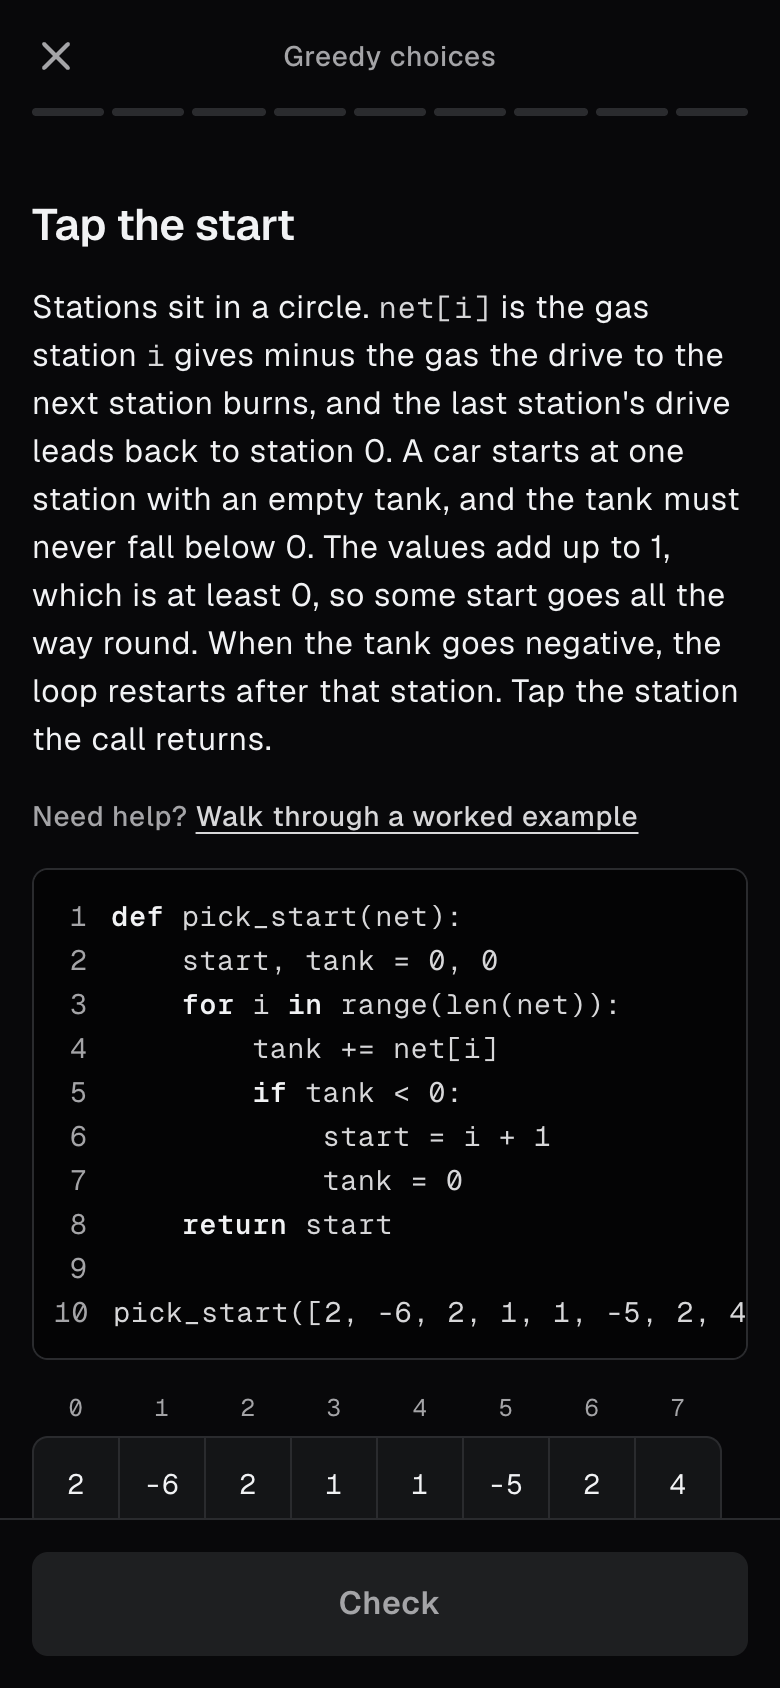 Greedy choices
Tap the start
Stations sit in a circle. net[i] is the gas
station i gives minus the gas the drive to the
next station burns, and the last station's drive
leads back to station 0. A car starts at one
station with an empty tank, and the tank must
never fall below 0. The values add up to 1,
which is at least 0, so some start goes all the
way round. When the tank goes negative, the
loop restarts after that station. Tap the station
the call returns.
Need help? Walk through a worked example
1 def pick_start(net):
2     start, tank = 0, 0
3     for i in range(len(net)):
4         tank += net[i]
5         if tank < 0:
6             start = i + 1
7             tank = 0
8     return start
9
10 pick_start([2, -6, 2, 1, 1, -5, 2, 4
0 1 2 3 4 5 6 7
2 -6 2 1 1 -5 2 4
Check